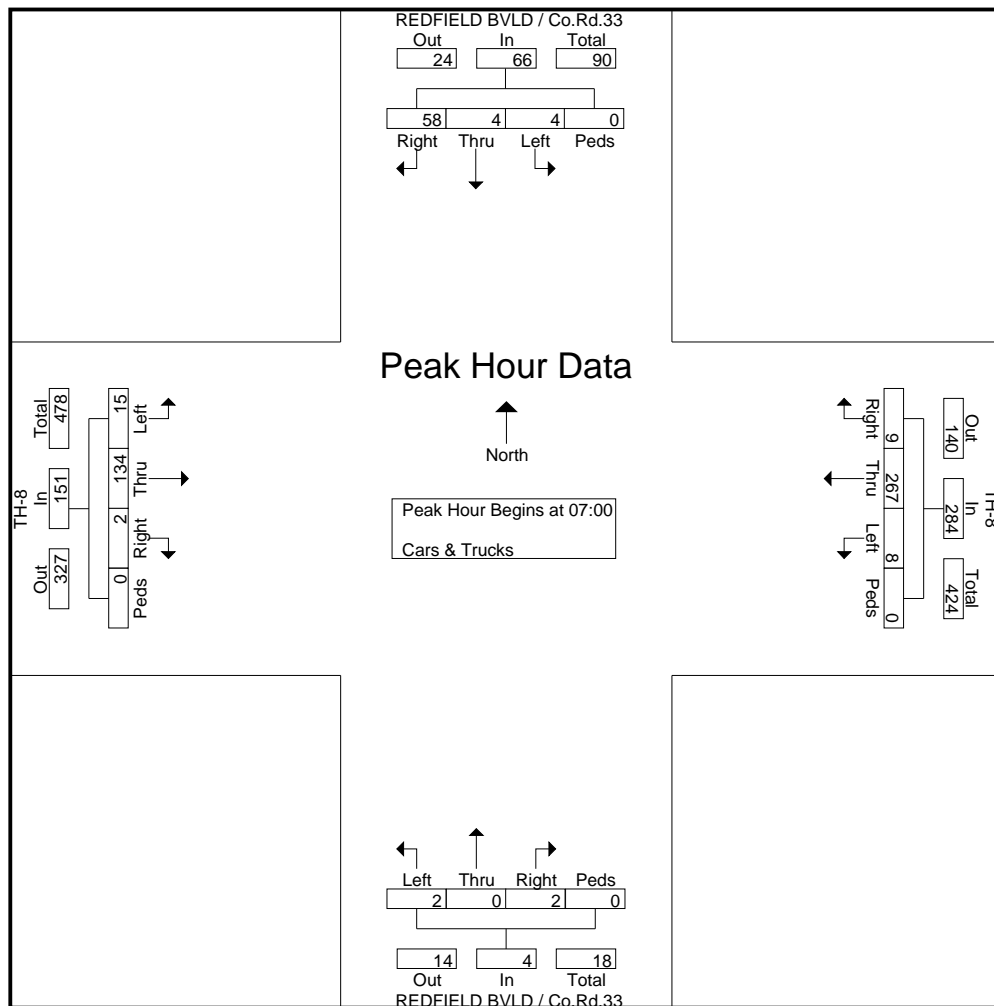 REDFIELD BVLD / Co.Rd.33
Out In Total
24 66 90
58 4 4 0
Right Thru Left Peds
Peak Hour Data
North
Peak Hour Begins at 07:00
Cars & Trucks
TH-8
Total In Out
478 151 327
15 134 2 0
Left Thru Right Peds
TH-8
Out In Total
140 284 424
9 267 8 0
Right Thru Left Peds
Left Thru Right Peds
2 0 2 0
14 4 18
Out In Total
REDFIELD BVLD / Co.Rd.33